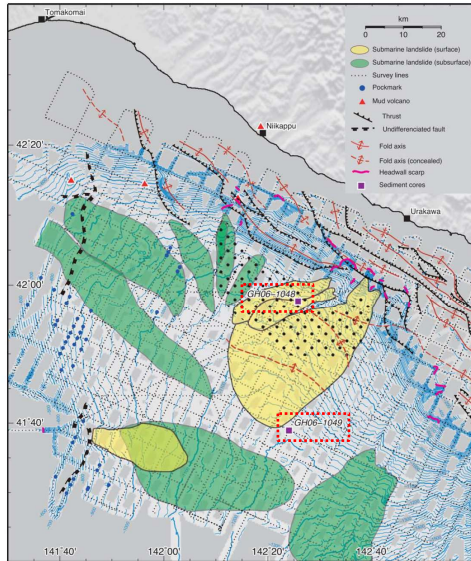 Tomakomai
km
0 10 20
Submarine landslide (surface)
Submarine landslide (subsurface)
Survey lines
Pockmark
Mud volcano
Thrust
Undifferenciated fault
Fold axis
Fold axis (concealed)
Headwall scarp
Sediment cores
Niikappu
42°20'
Urakawa
42°00'
GH06-1048
41°40'
GH06-1049
141°40' 142°00' 142°20' 142°40'